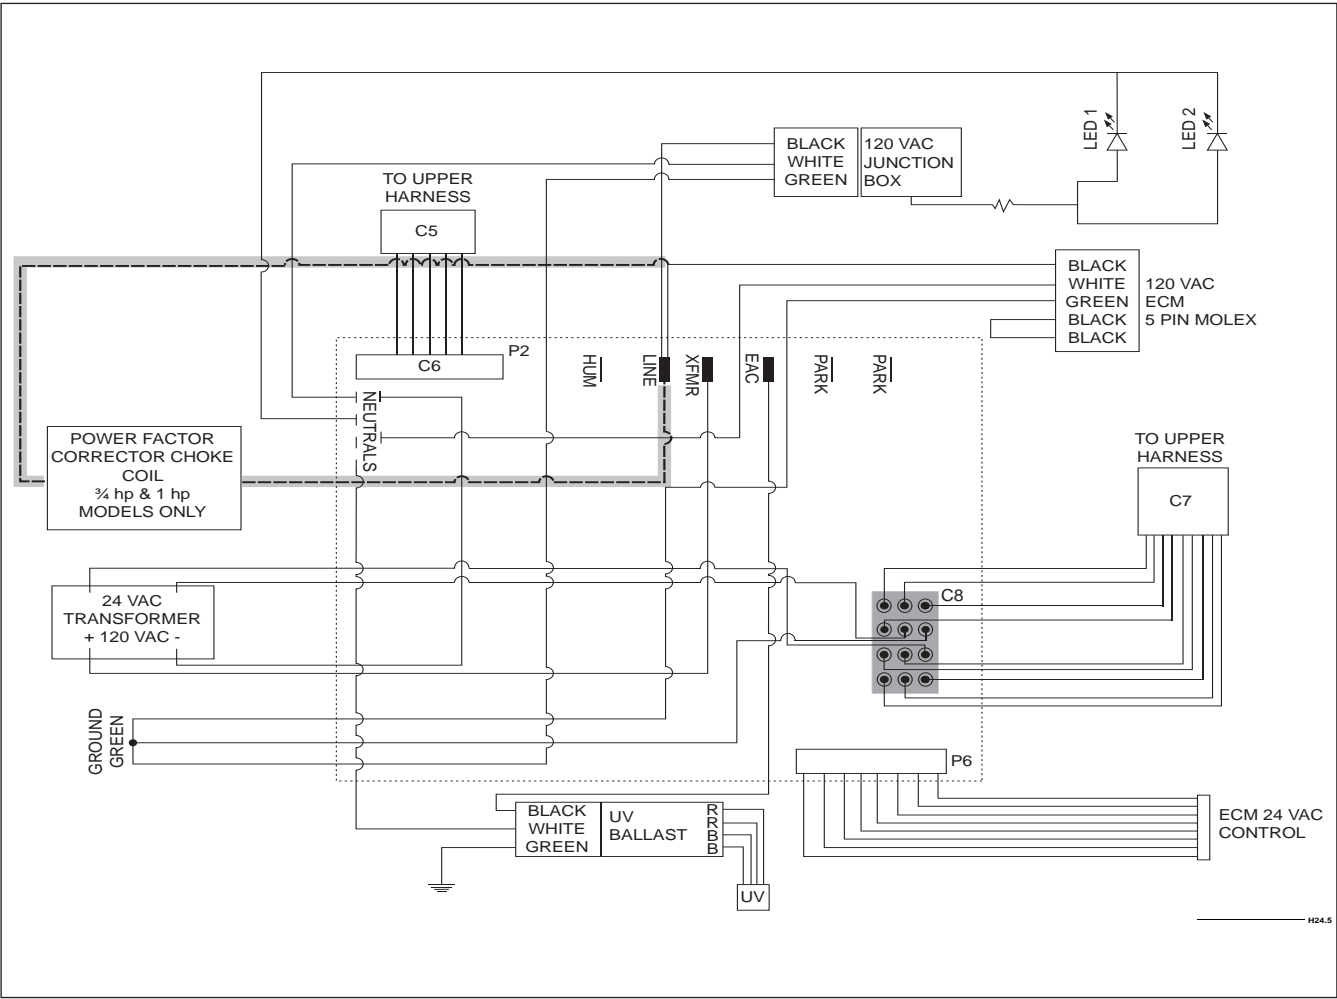 LED 1
LED 2
BLACK
WHITE
GREEN
120 VAC
JUNCTION
BOX
TO UPPER
HARNESS
C5
BLACK
WHITE
GREEN
BLACK
BLACK
120 VAC
ECM
5 PIN MOLEX
P2
C6
HUM
LINE
XFMR
EAC
PARK
PARK
NEUTRALS
POWER FACTOR
CORRECTOR CHOKE
COIL
¾ hp & 1 hp
MODELS ONLY
TO UPPER
HARNESS
C7
24 VAC
TRANSFORMER
+ 120 VAC -
C8
GROUND
GREEN
P6
BLACK
WHITE
GREEN
UV
BALLAST
R
R
B
B
UV
ECM 24 VAC
CONTROL
H24.5